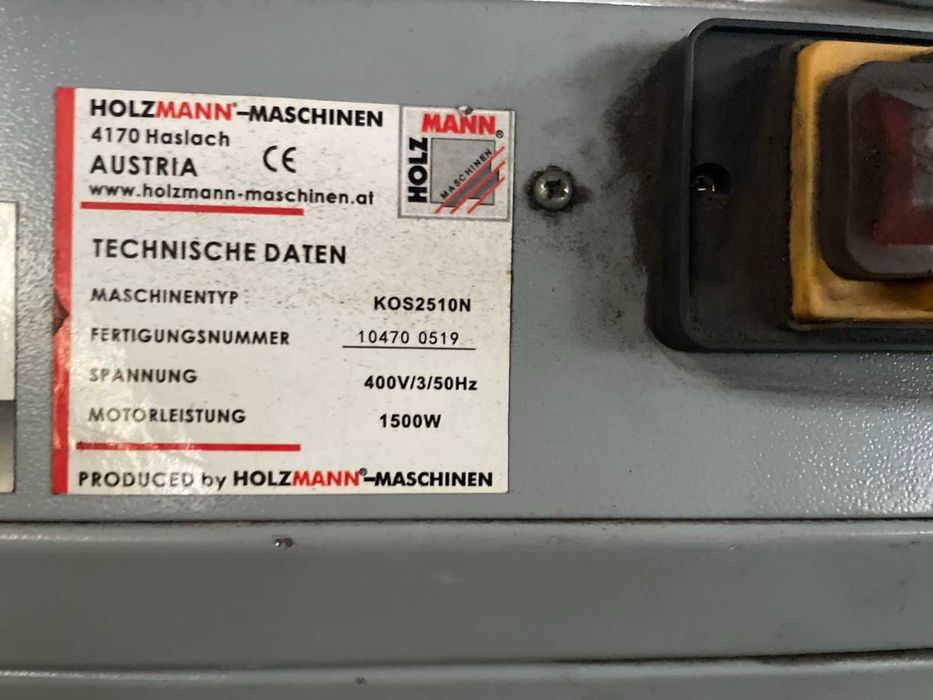 HOLZMANN®-MASCHINEN
4170 Haslach
AUSTRIA CE
www.holzmann-maschinen.at
HOLZ MANN®
MASCHINEN
TECHNISCHE DATEN
MASCHINENTYP : KOS2510N
FERTIGUNGSNUMMER 10470 0519
SPANNUNG 400V/3/50Hz
MOTORLEISTUNG 1500W
PRODUCED by HOLZMANN®-MASCHINEN